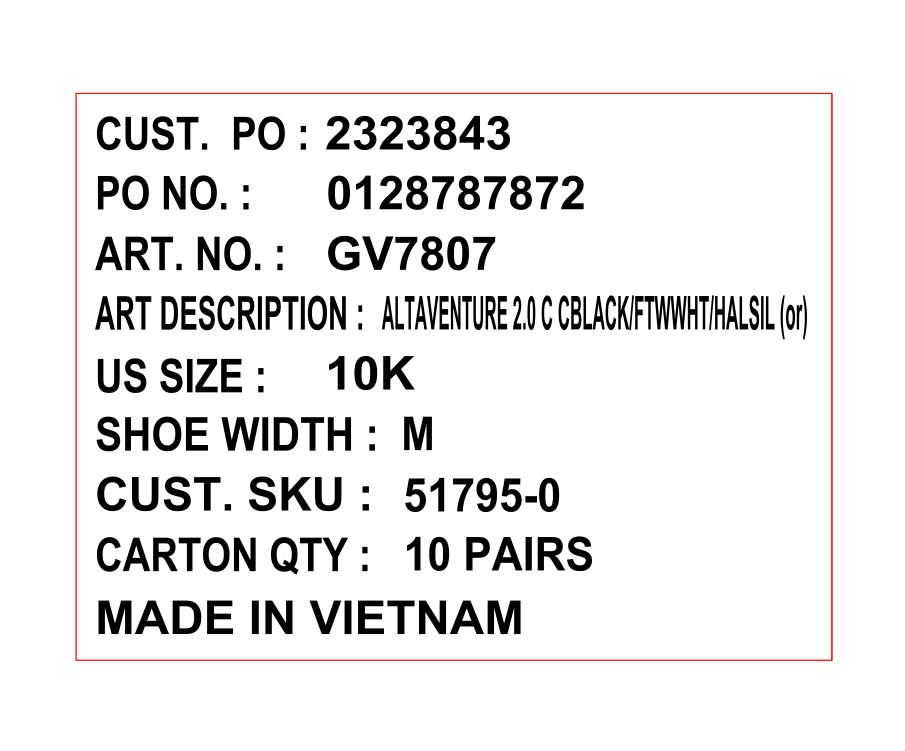 CUST. PO : 2323843
PO NO. : 0128787872
ART. NO. : GV7807
ART DESCRIPTION : ALTAVENTURE 2.0 C CBLACK/FTWWHT/HALSIL (or)
US SIZE : 10K
SHOE WIDTH : M
CUST. SKU : 51795-0
CARTON QTY : 10 PAIRS
MADE IN VIETNAM